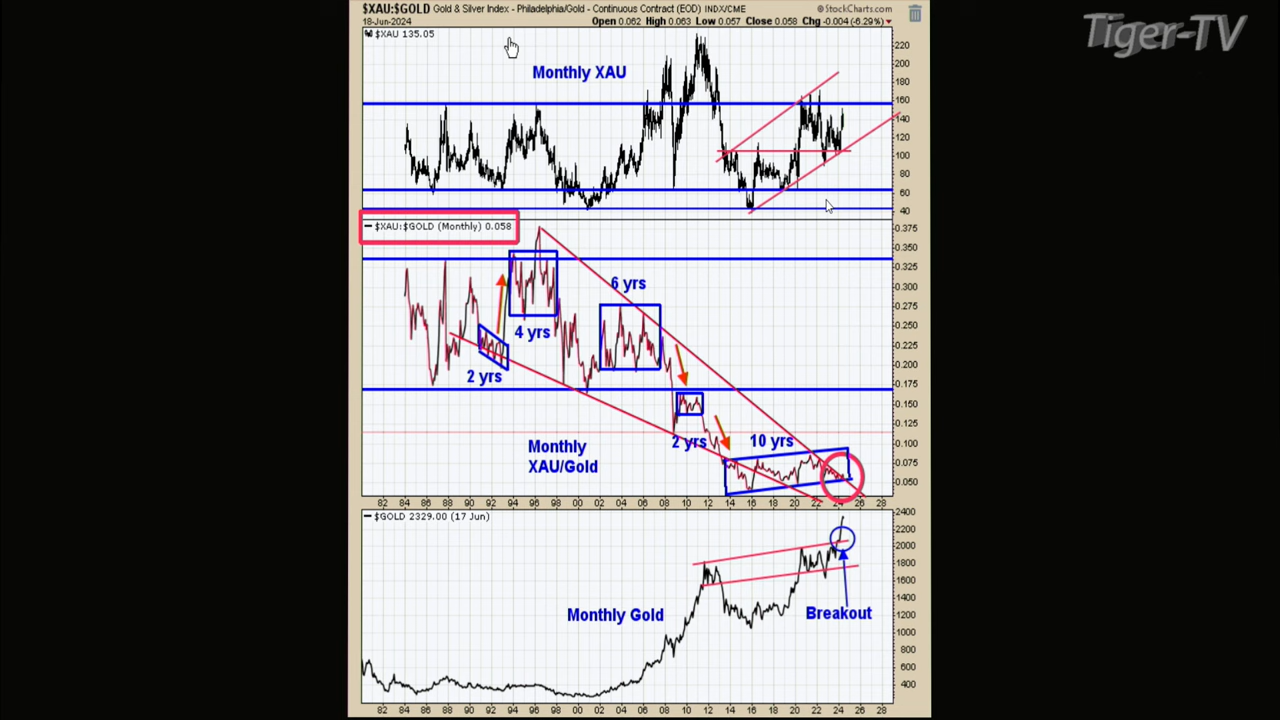 Tiger-TV
$XAU:$GOLD Gold & Silver Index - Philadelphia/Gold - Continuous Contract (EOD) INDX/CME
© StockCharts.com
18-Jun-2024
Open 0.062 High 0.063 Low 0.057 Close 0.058 Chg -0.004 (-6.29%)
$XAU 135.05
Monthly XAU
220
200
180
160
140
120
100
80
60
40
$XAU:$GOLD (Monthly) 0.058
0.375
0.350
0.325
0.300
0.275
0.250
0.225
0.200
0.175
0.150
0.125
0.100
0.075
0.050
6 yrs
4 yrs
2 yrs
2 yrs
10 yrs
Monthly
XAU/Gold
82 84 86 88 90 92 94 96 98 00 02 04 06 08 10 12 14 16 18 20 22 24 26 28
$GOLD 2329.00 (17 Jun)
2400
2200
2000
1800
1600
1400
1200
1000
800
600
400
Monthly Gold
Breakout
82 84 86 88 90 92 94 96 98 00 02 04 06 08 10 12 14 16 18 20 22 24 26 28